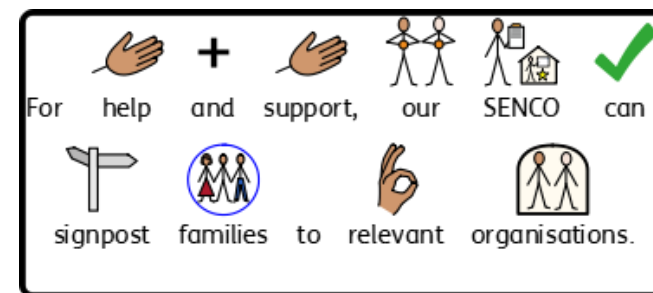 For help and support, our SENCO can
signpost families to relevant organisations.